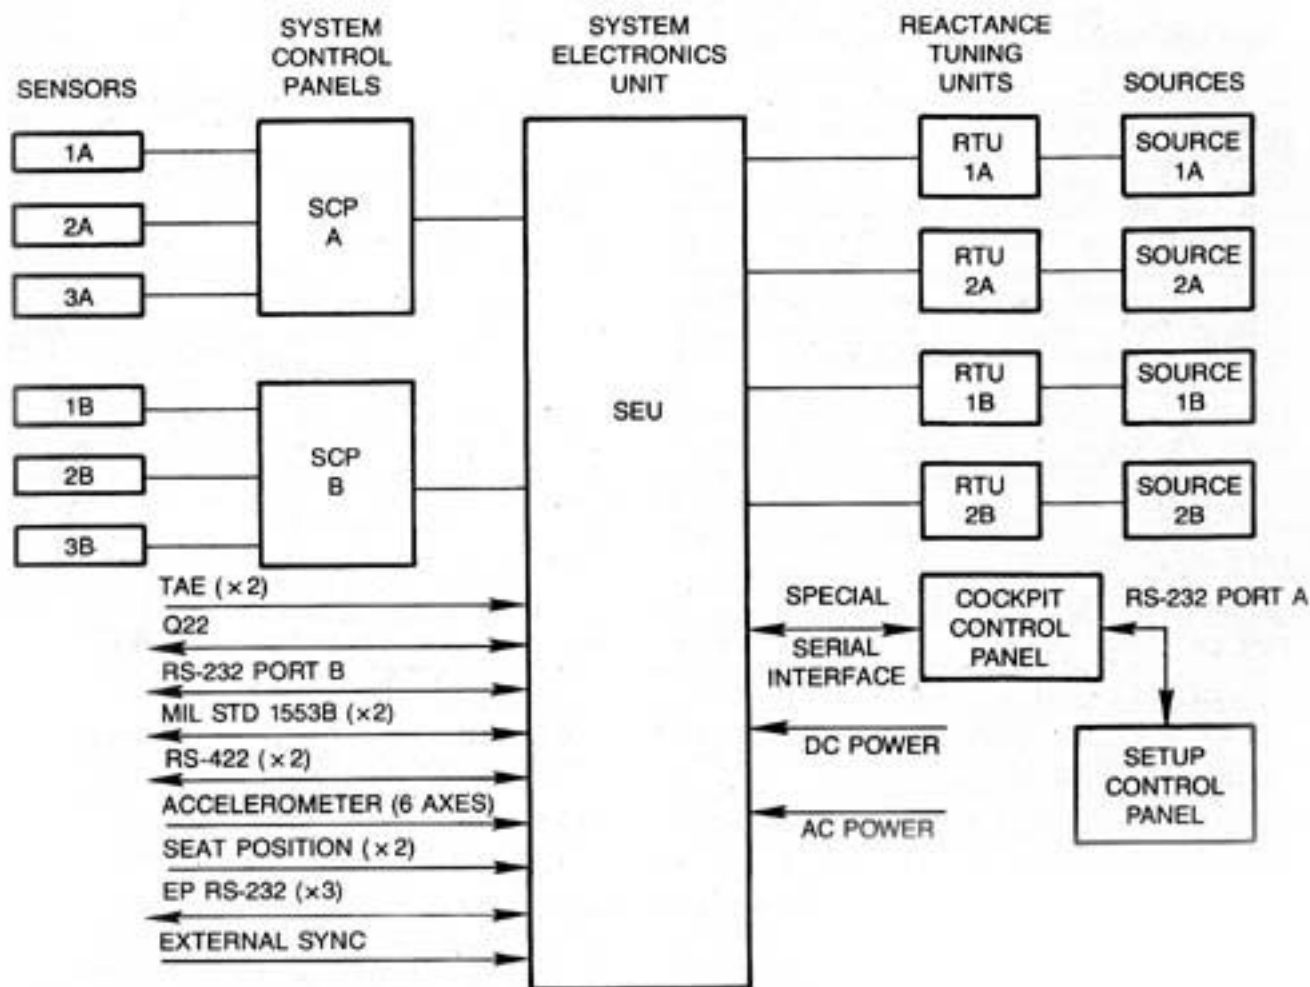 SENSORS
SYSTEM
CONTROL
PANELS
SYSTEM
ELECTRONICS
UNIT
REACTANCE
TUNING
UNITS
SOURCES
1A
2A
3A
SCP
A
1B
2B
3B
SCP
B
SEU
RTU
1A
SOURCE
1A
RTU
2A
SOURCE
2A
RTU
1B
SOURCE
1B
RTU
2B
SOURCE
2B
TAE (×2)
Q22
RS-232 PORT B
MIL STD 1553B (×2)
RS-422 (×2)
ACCELEROMETER (6 AXES)
SEAT POSITION (×2)
EP RS-232 (×3)
EXTERNAL SYNC
SPECIAL
SERIAL
INTERFACE
COCKPIT
CONTROL
PANEL
RS-232 PORT A
DC POWER
AC POWER
SETUP
CONTROL
PANEL